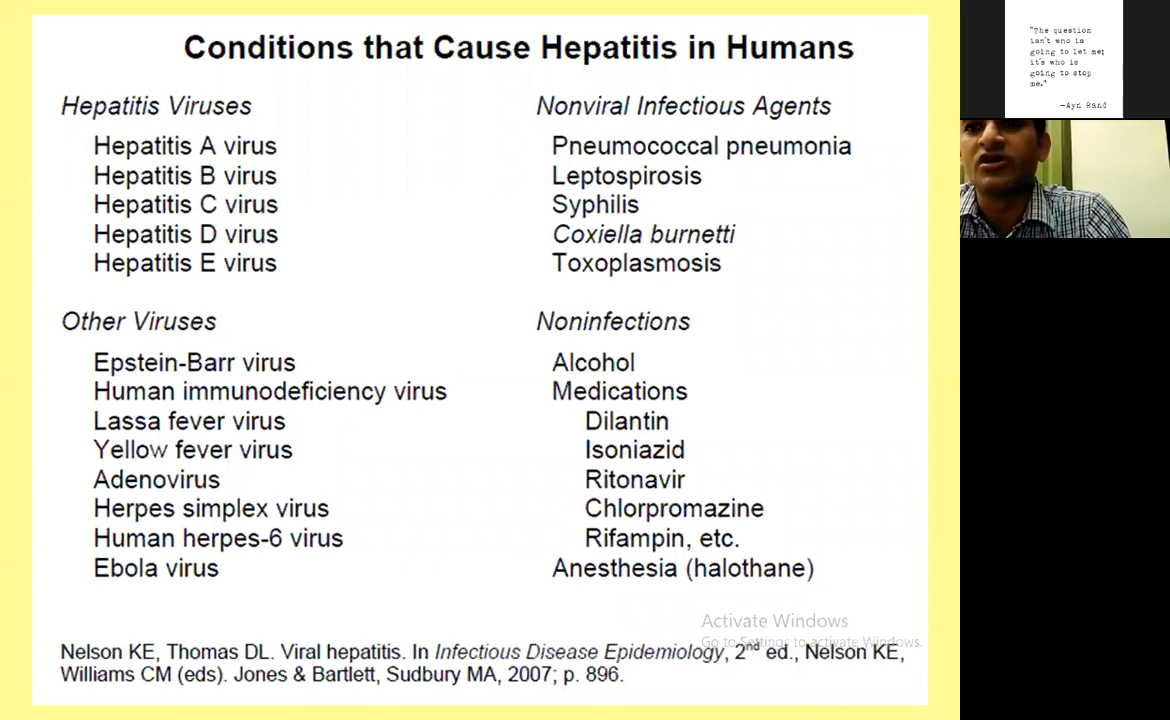 Conditions that Cause Hepatitis in Humans
Hepatitis Viruses
Hepatitis A virus
Hepatitis B virus
Hepatitis C virus
Hepatitis D virus
Hepatitis E virus
Other Viruses
Epstein-Barr virus
Human immunodeficiency virus
Lassa fever virus
Yellow fever virus
Adenovirus
Herpes simplex virus
Human herpes-6 virus
Ebola virus
Nonviral Infectious Agents
Pneumococcal pneumonia
Leptospirosis
Syphilis
Coxiella burnetti
Toxoplasmosis
Noninfections
Alcohol
Medications
Dilantin
Isoniazid
Ritonavir
Chlorpromazine
Rifampin, etc.
Anesthesia (halothane)
Activate Windows
Go to Settings to activate Windows.
Nelson KE, Thomas DL. Viral hepatitis. In Infectious Disease Epidemiology, 2nd ed., Nelson KE,
Williams CM (eds). Jones & Bartlett, Sudbury MA, 2007; p. 896.
"The question
isn't who is
going to let me;
it's who is
going to stop
me."
—Ayn Rand